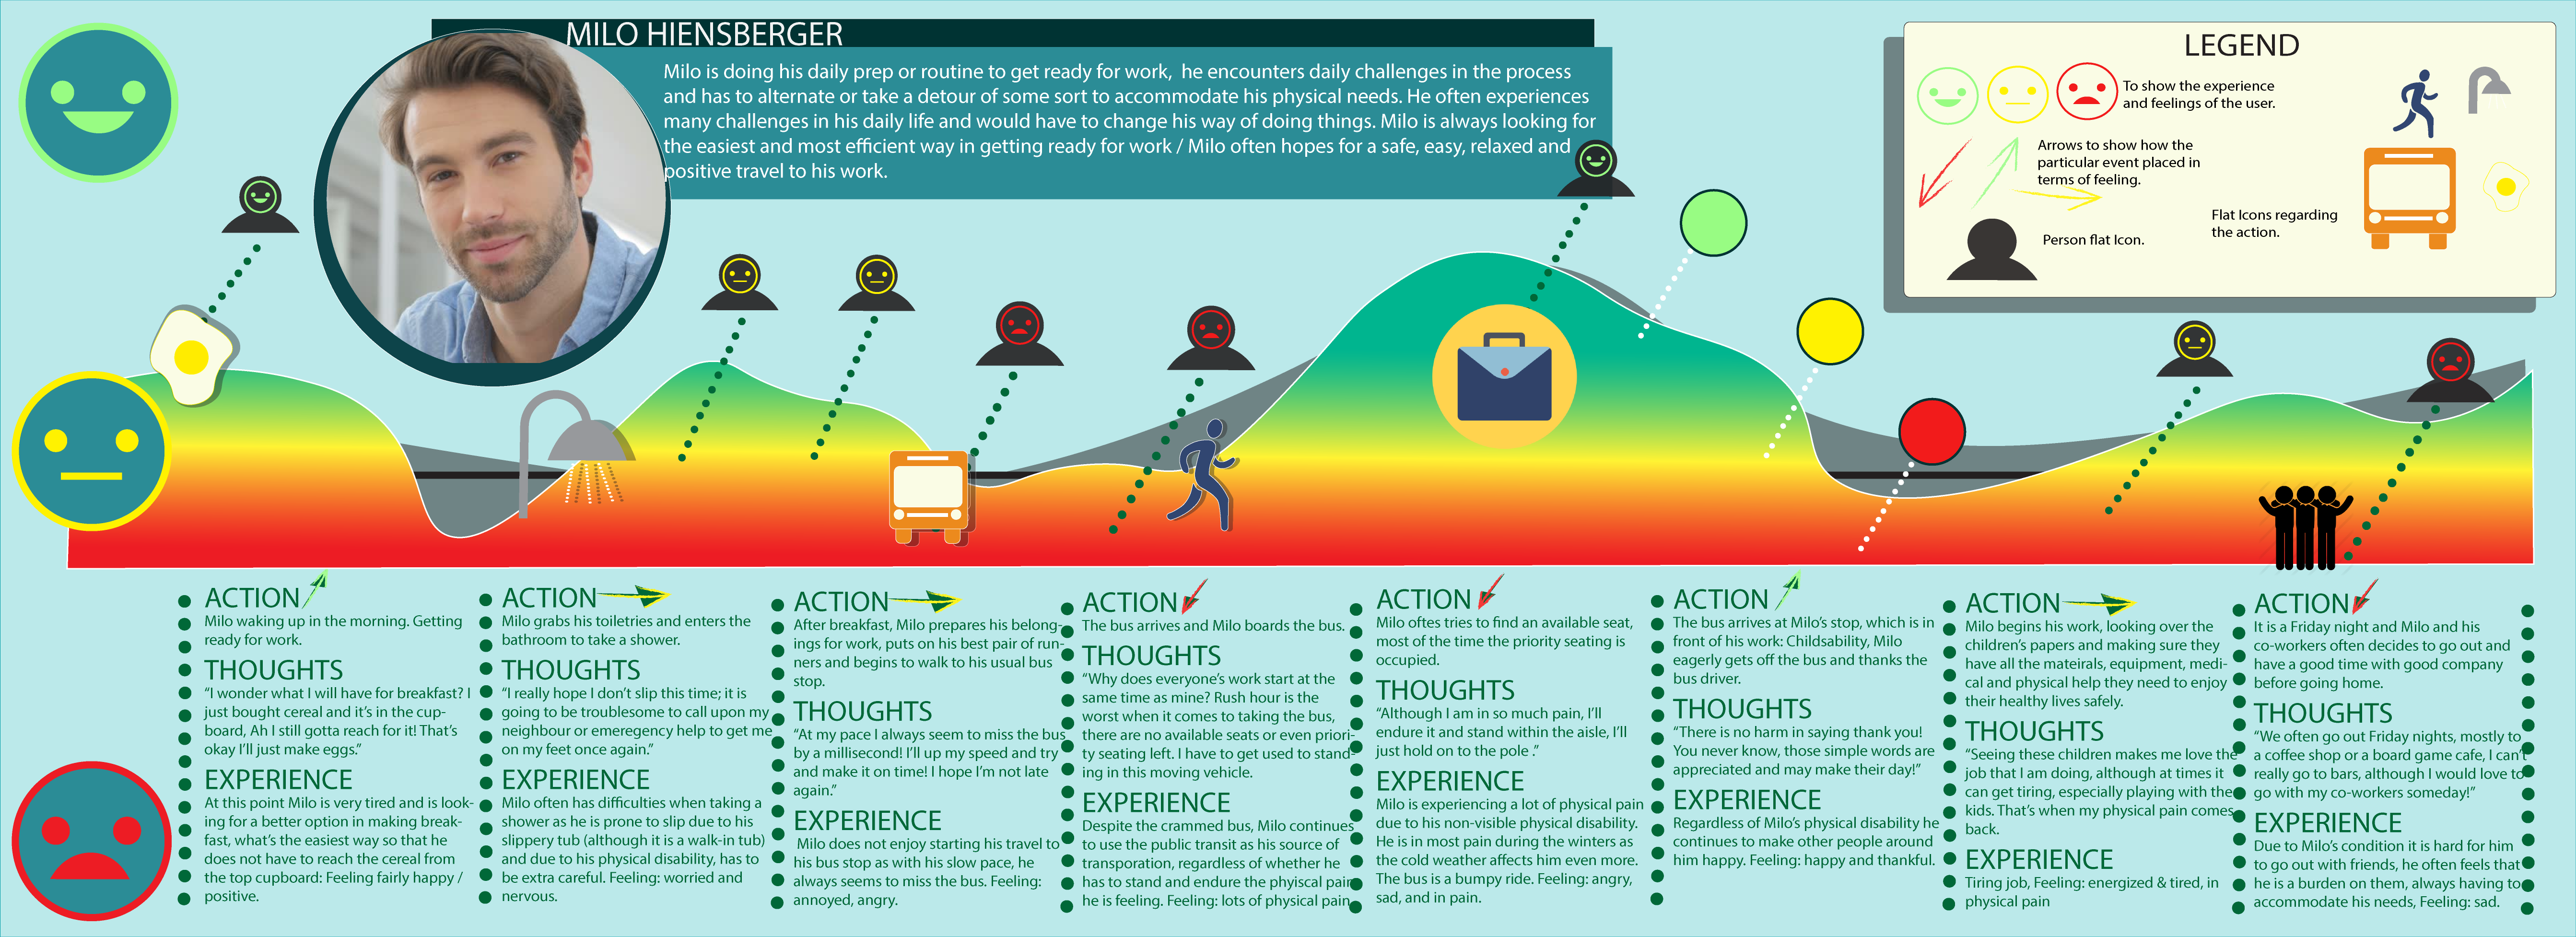 MILO HIENSBERGER
Milo is doing his daily prep or routine to get ready for work,  he encounters daily challenges in the process
and has to alternate or take a detour of some sort to accommodate his physical needs. He often experiences
many challenges in his daily life and would have to change his way of doing things. Milo is always looking for
the easiest and most efficient way in getting ready for work / Milo often hopes for a safe, easy, relaxed and
positive travel to his work.
LEGEND
To show the experience
and feelings of the user.
Arrows to show how the
particular event placed in
terms of feeling.
Person flat Icon.
Flat Icons regarding
the action.
ACTION
Milo waking up in the morning. Getting
ready for work.
THOUGHTS
“I wonder what I will have for breakfast? I
just bought cereal and it’s in the cup-
board, Ah I still gotta reach for it! That’s
okay I’ll just make eggs.”
EXPERIENCE
At this point Milo is very tired and is look-
ing for a better option in making break-
fast, what’s the easiest way so that he
does not have to reach the cereal from
the top cupboard: Feeling fairly happy /
positive.
ACTION
Milo grabs his toiletries and enters the
bathroom to take a shower.
THOUGHTS
“I really hope I don’t slip this time; it is
going to be troublesome to call upon my
neighbour or emeregency help to get me
on my feet once again.”
EXPERIENCE
Milo often has difficulties when taking a
shower as he is prone to slip due to his
slippery tub (although it is a walk-in tub)
and due to his physical disability, has to
be extra careful. Feeling: worried and
nervous.
ACTION
After breakfast, Milo prepares his belong-
ings for work, puts on his best pair of run-
ners and begins to walk to his usual bus
stop.
THOUGHTS
“At my pace I always seem to miss the bus
by a millisecond! I’ll up my speed and try
and make it on time! I hope I’m not late
again.”
EXPERIENCE
Milo does not enjoy starting his travel to
his bus stop as with his slow pace, he
always seems to miss the bus. Feeling:
annoyed, angry.
ACTION
The bus arrives and Milo boards the bus.
THOUGHTS
“Why does everyone’s work start at the
same time as mine? Rush hour is the
worst when it comes to taking the bus,
there are no available seats or even priori-
ty seating left. I have to get used to stand-
ing in this moving vehicle.
EXPERIENCE
Despite the crammed bus, Milo continues
to use the public transit as his source of
transporation, regardless of whether he
has to stand and endure the phyiscal pain
he is feeling. Feeling: lots of physical pain
ACTION
Milo oftes tries to find an available seat,
most of the time the priority seating is
occupied.
THOUGHTS
“Although I am in so much pain, I’ll
endure it and stand within the aisle, I’ll
just hold on to the pole .”
EXPERIENCE
Milo is experiencing a lot of physical pain
due to his non-visible physical disability.
He is in most pain during the winters as
the cold weather affects him even more.
The bus is a bumpy ride. Feeling: angry,
sad, and in pain.
ACTION
The bus arrives at Milo’s stop, which is in
front of his work: Childsability, Milo
eagerly gets off the bus and thanks the
bus driver.
THOUGHTS
“There is no harm in saying thank you!
You never know, those simple words are
appreciated and may make their day!”
EXPERIENCE
Regardless of Milo’s physical disability he
continues to make other people around
him happy. Feeling: happy and thankful.
ACTION
Milo begins his work, looking over the
children’s papers and making sure they
have all the mateirals, equipment, medi-
cal and physical help they need to enjoy
their healthy lives safely.
THOUGHTS
“Seeing these children makes me love the
job that I am doing, although at times it
can get tiring, especially playing with the
kids. That’s when my physical pain comes
back.
EXPERIENCE
Tiring job, Feeling: energized & tired, in
physical pain
ACTION
It is a Friday night and Milo and his
co-workers often decides to go out and
have a good time with good company
before going home.
THOUGHTS
“We often go out Friday nights, mostly to
a coffee shop or a board game cafe, I can’t
really go to bars, although I would love to
go with my co-workers someday!”
EXPERIENCE
Due to Milo’s condition it is hard for him
to go out with friends, he often feels that
he is a burden on them, always having to
accommodate his needs, Feeling: sad.